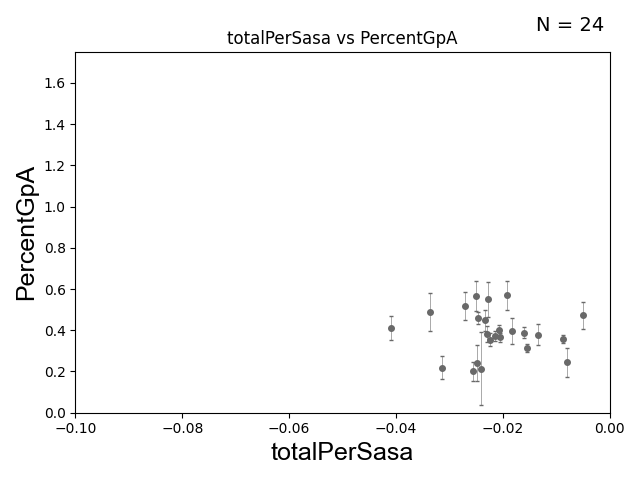 N = 24
totalPerSasa vs PercentGpA
PercentGpA
1.6
1.4
1.2
1.0
0.8
0.6
0.4
0.2
0.0
−0.10 −0.08 −0.06 −0.04 −0.02 0.00
totalPerSasa